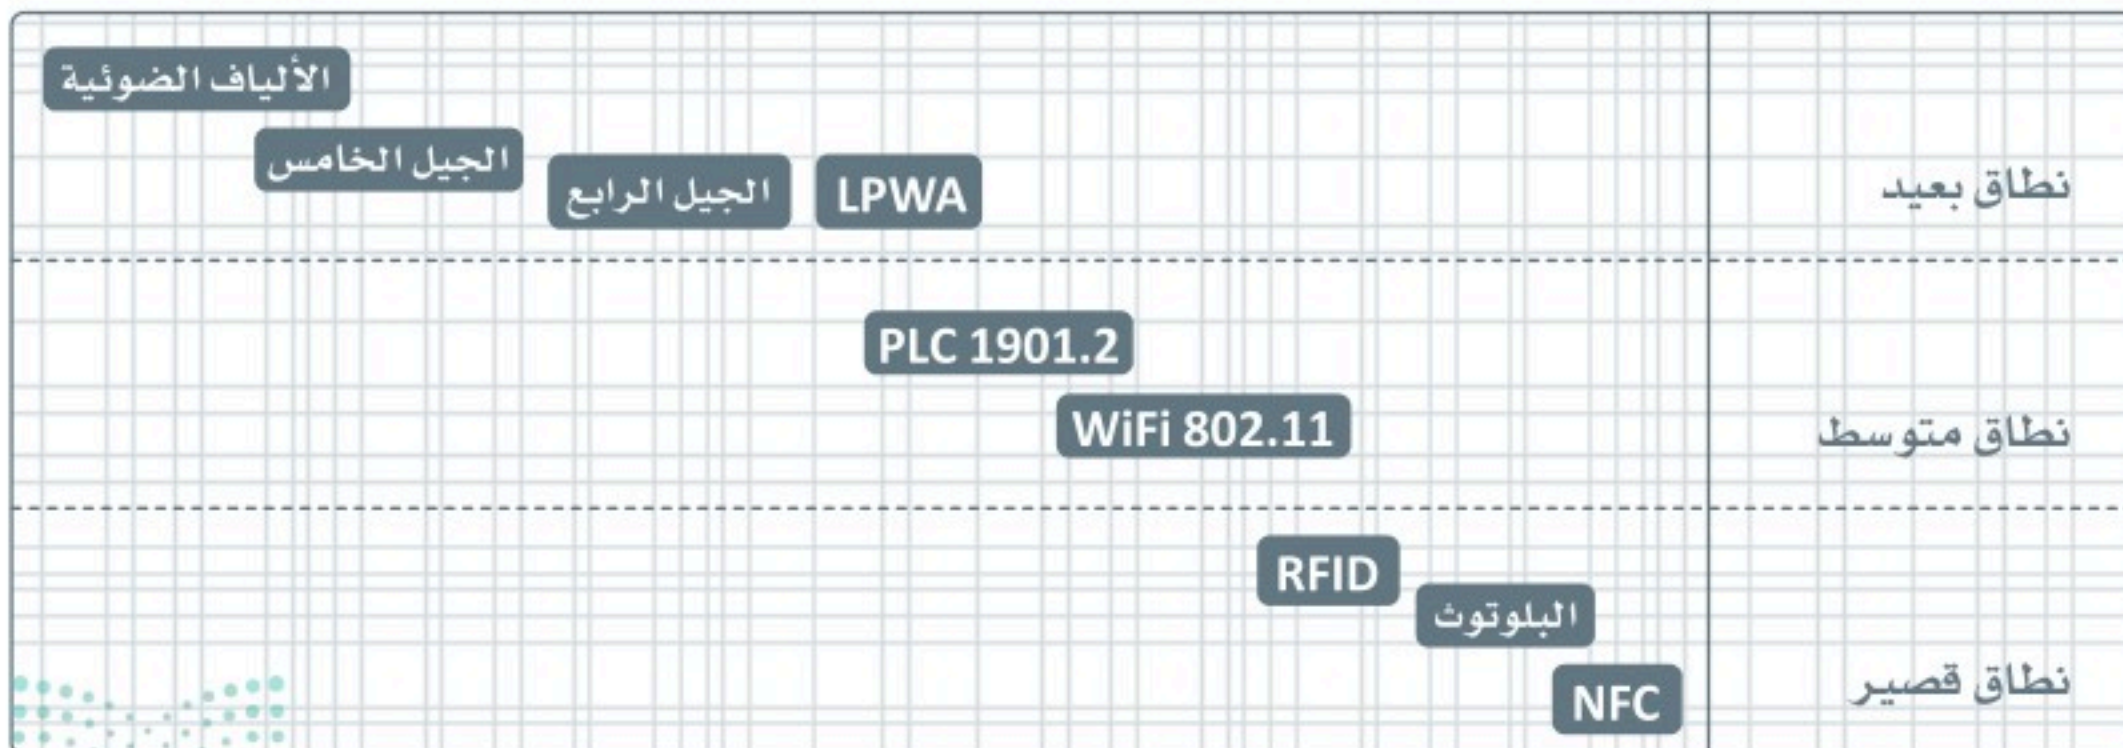 نطاق بعيد
LPWA
الجيل الرابع
الجيل الخامس
الألياف الضوئية
نطاق متوسط
PLC 1901.2
WiFi 802.11
نطاق قصير
RFID
البلوتوث
NFC